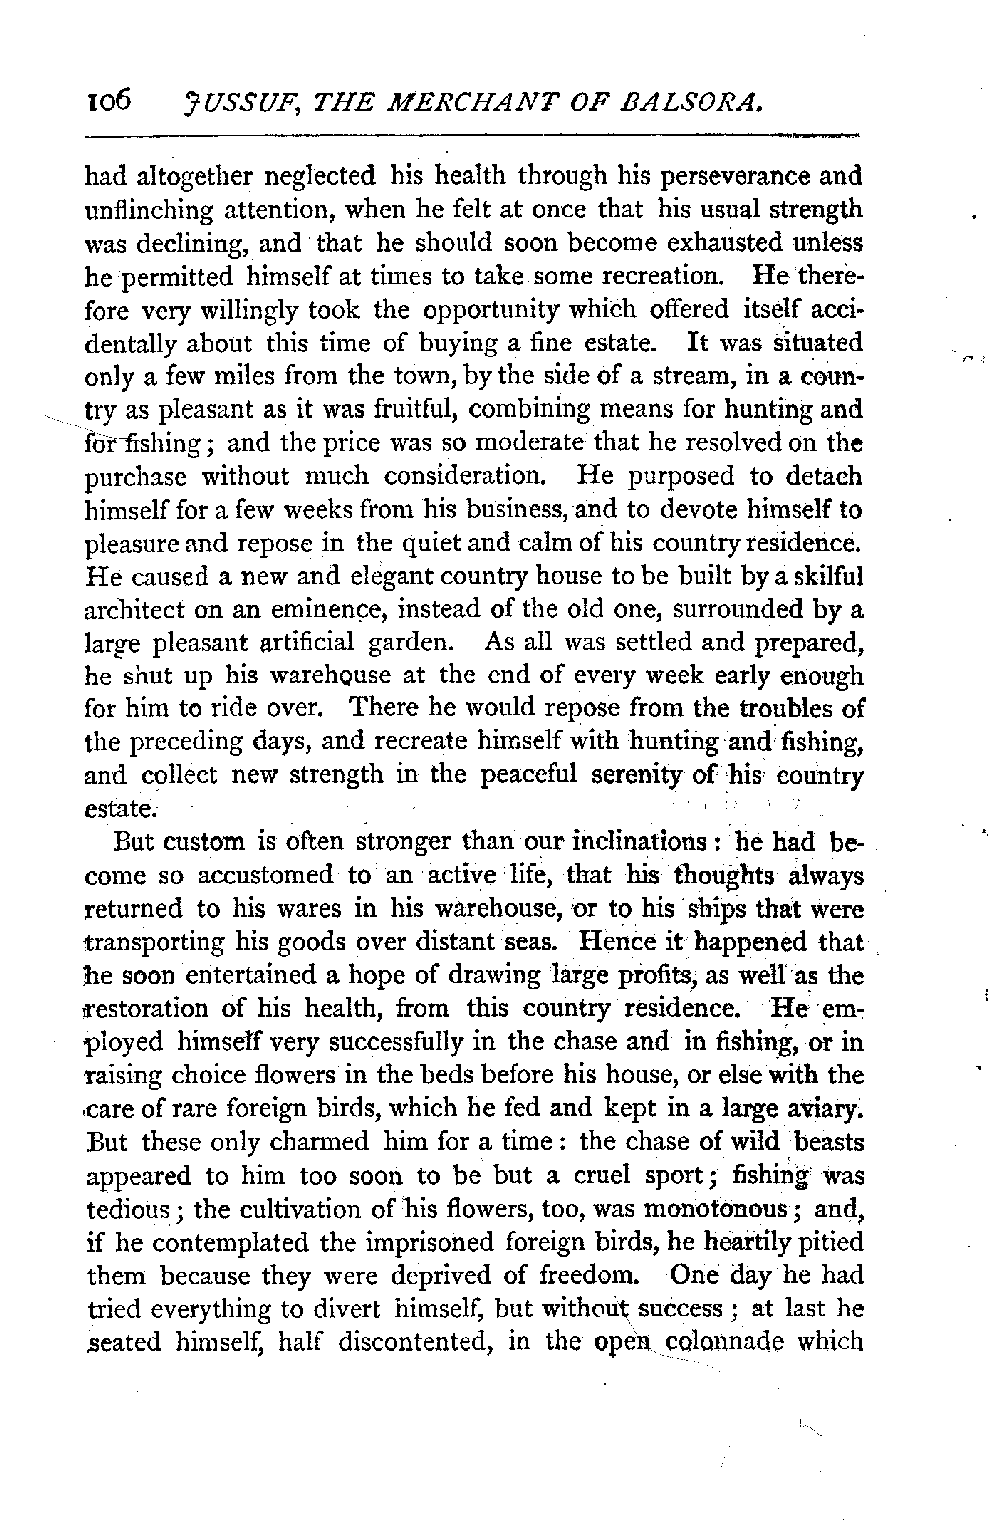 106 JUSSUF, THE MERCHANT OF BALSORA.
had altogether neglected his health through his perseverance and
unflinching attention, when he felt at once that his usual strength
was declining, and that he should soon become exhausted unless
he permitted himself at times to take some recreation. He there-
fore very willingly took the opportunity which offered itself acci-
dentally about this time of buying a fine estate. It was situated
only a few miles from the town, by the side of a stream, in a coun-
try as pleasant as it was fruitful, combining means for hunting and
for fishing; and the price was so moderate that he resolved on the
purchase without much consideration. He purposed to detach
himself for a few weeks from his business, and to devote himself to
pleasure and repose in the quiet and calm of his country residence.
He caused a new and elegant country house to be built by a skilful
architect on an eminence, instead of the old one, surrounded by a
large pleasant artificial garden. As all was settled and prepared,
he shut up his warehouse at the end of every week early enough
for him to ride over. There he would repose from the troubles of
the preceding days, and recreate himself with hunting and fishing,
and collect new strength in the peaceful serenity of his country
estate.
But custom is often stronger than our inclinations: he had be-
come so accustomed to an active life, that his thoughts always
returned to his wares in his warehouse, or to his ships that were
transporting his goods over distant seas. Hence it happened that
he soon entertained a hope of drawing large profits, as well as the
restoration of his health, from this country residence. He em-
ployed himself very successfully in the chase and in fishing, or in
raising choice flowers in the beds before his house, or else with the
care of rare foreign birds, which he fed and kept in a large aviary.
But these only charmed him for a time: the chase of wild beasts
appeared to him too soon to be but a cruel sport; fishing was
tedious; the cultivation of his flowers, too, was monotonous; and,
if he contemplated the imprisoned foreign birds, he heartily pitied
them because they were deprived of freedom. One day he had
tried everything to divert himself, but without success; at last he
seated himself, half discontented, in the open colonnade which